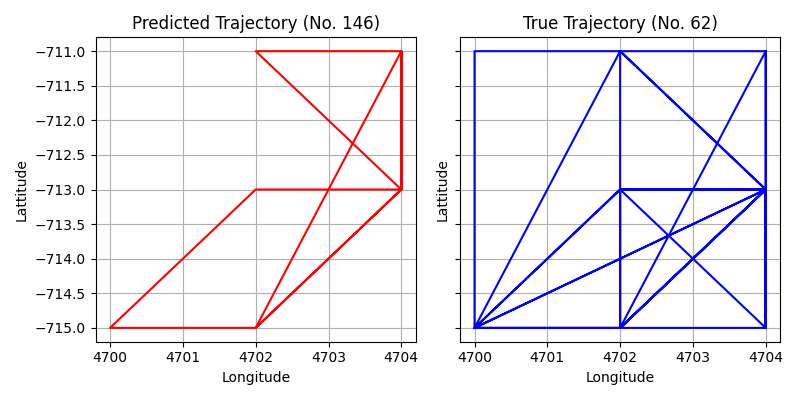 Predicted Trajectory (No. 146)
True Trajectory (No. 62)
Lattitude
−711.0
−711.5
−712.0
−712.5
−713.0
−713.5
−714.0
−714.5
−715.0
4700 4701 4702 4703 4704
Longitude
Lattitude
4700 4701 4702 4703 4704
Longitude